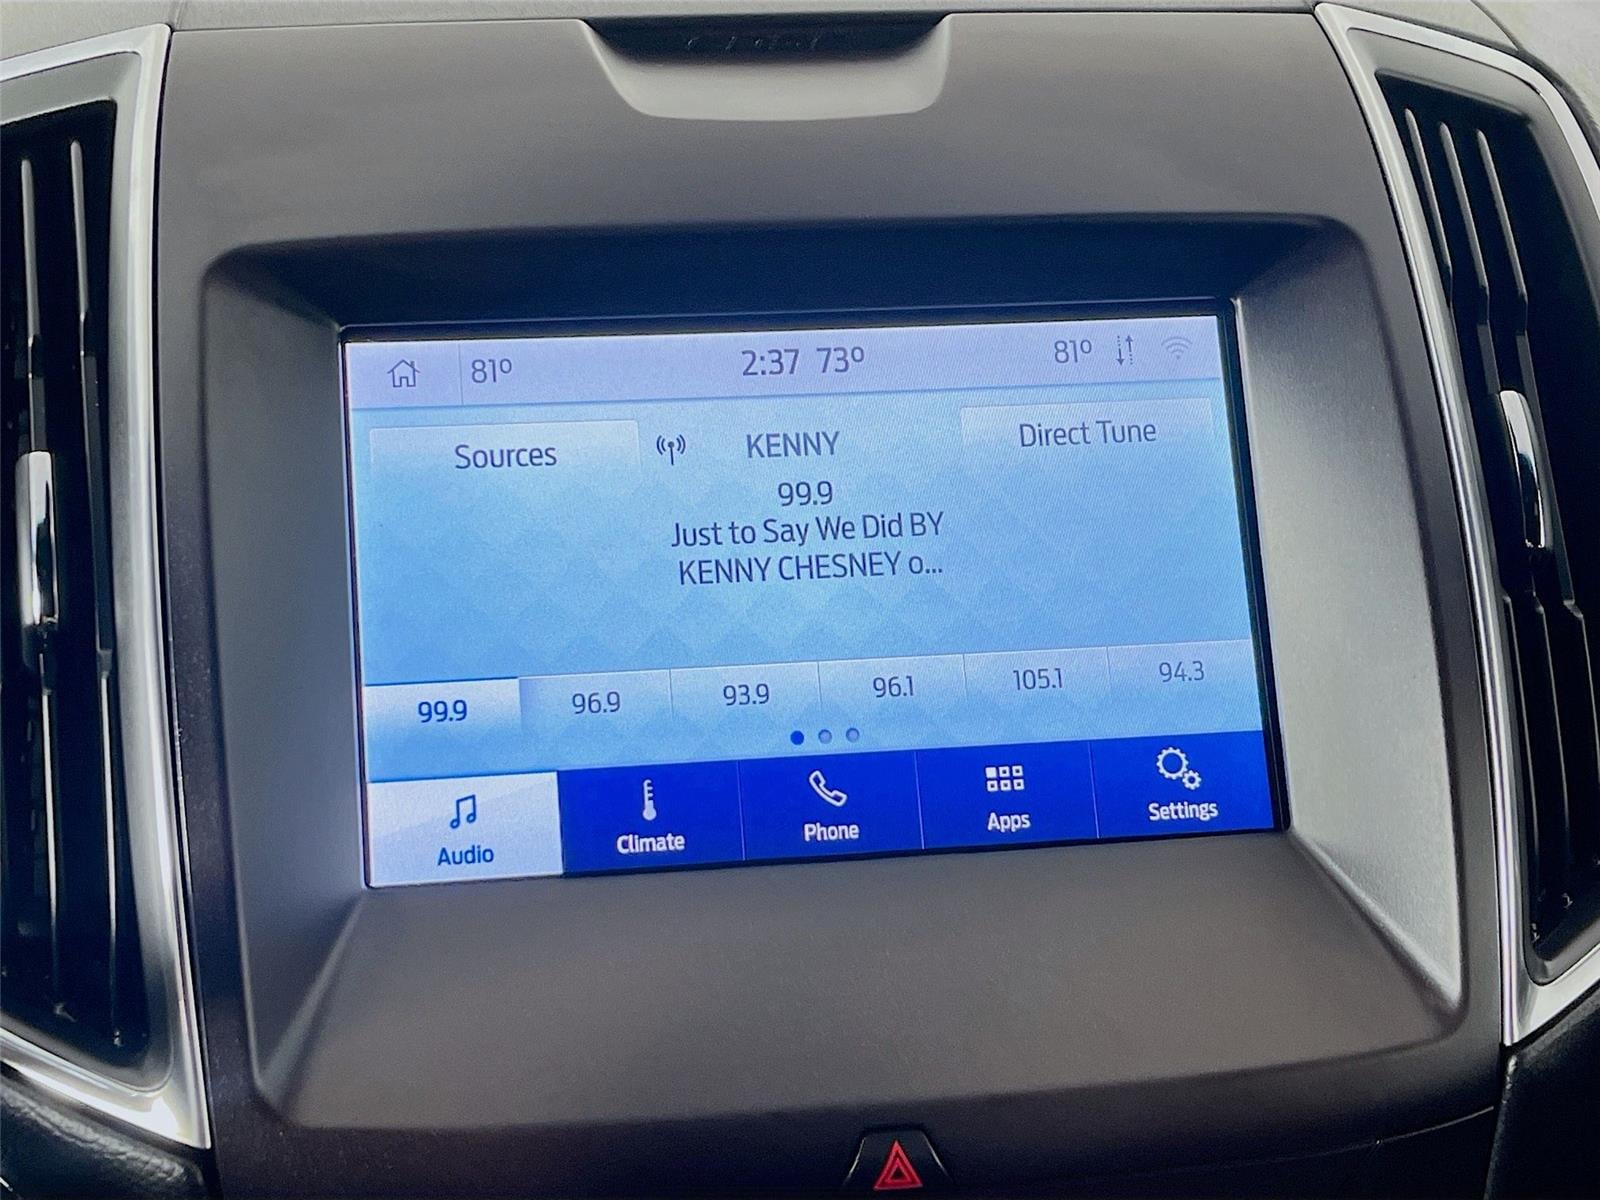 81° 2:37 73° 81°
Sources KENNY Direct Tune
99.9
Just to Say We Did BY
KENNY CHESNEY o...
99.9 96.9 93.9 96.1 105.1 94.3
Audio Climate Phone Apps Settings